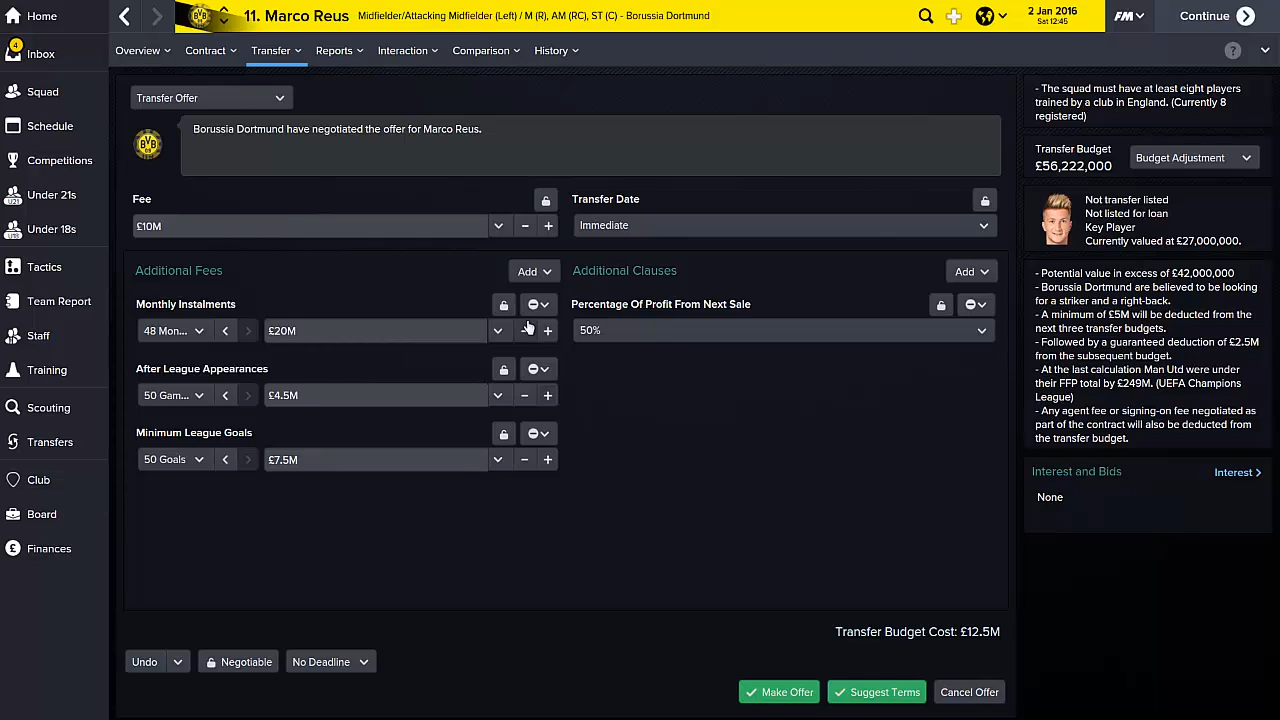 Home
4
Inbox
Squad
Schedule
Competitions
Under 21s
U21
Under 18s
U18
Tactics
Team Report
Staff
Training
Scouting
Transfers
Club
Board
Finances
11. Marco Reus
Midfielder/Attacking Midfielder (Left) / M (R), AM (RC), ST (C) - Borussia Dortmund
2 Jan 2016
Sat 12:45
FM
Continue
Overview
Contract
Transfer
Reports
Interaction
Comparison
History
?
Transfer Offer
BVB
09
Borussia Dortmund have negotiated the offer for Marco Reus.
Fee
£10M
Transfer Date
Immediate
Additional Fees
Add
Additional Clauses
Add
Monthly Instalments
48 Mon...
£20M
Percentage Of Profit From Next Sale
50%
After League Appearances
50 Gam...
£4.5M
Minimum League Goals
50 Goals
£7.5M
Transfer Budget Cost: £12.5M
Undo
Negotiable
No Deadline
Make Offer
Suggest Terms
Cancel Offer
- The squad must have at least eight players
trained by a club in England. (Currently 8
registered)
Transfer Budget
£56,222,000
Budget Adjustment
Not transfer listed
Not listed for loan
Key Player
Currently valued at £27,000,000.
- Potential value in excess of £42,000,000
- Borussia Dortmund are believed to be looking
for a striker and a right-back.
- A minimum of £5M will be deducted from the
next three transfer budgets.
- Followed by a guaranteed deduction of £2.5M
from the subsequent budget.
- At the last calculation Man Utd were under
their FFP total by £249M. (UEFA Champions
League)
- Any agent fee or signing-on fee negotiated as
part of the contract will also be deducted from
the transfer budget.
Interest and Bids
Interest >
None